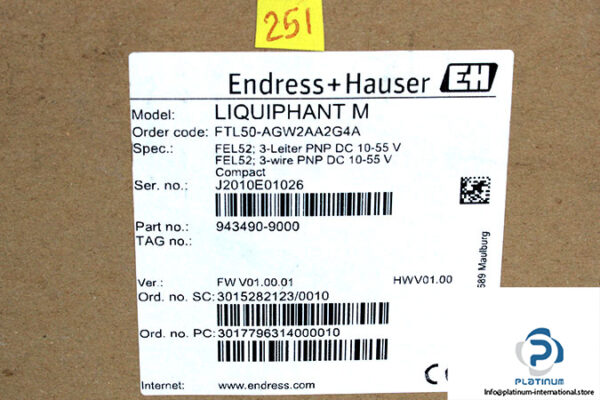 251
Endress+Hauser EH
Model: LIQUIPHANT M
Order code: FTL50-AGW2AA2G4A
Spec.: FEL52; 3-Leiter PNP DC 10-55 V
FEL52; 3-wire PNP DC 10-55 V
Compact
Ser. no.: J2010E01026
Part no.: 943490-9000
TAG no.:
Ver.: FW V01.00.01 HWV01.00
Ord. no. SC: 3015282123/0010
Ord. no. PC: 3017796314000010
Internet: www.endress.com
689 Maulburg
PLATINUM
Info@platinum-international.store